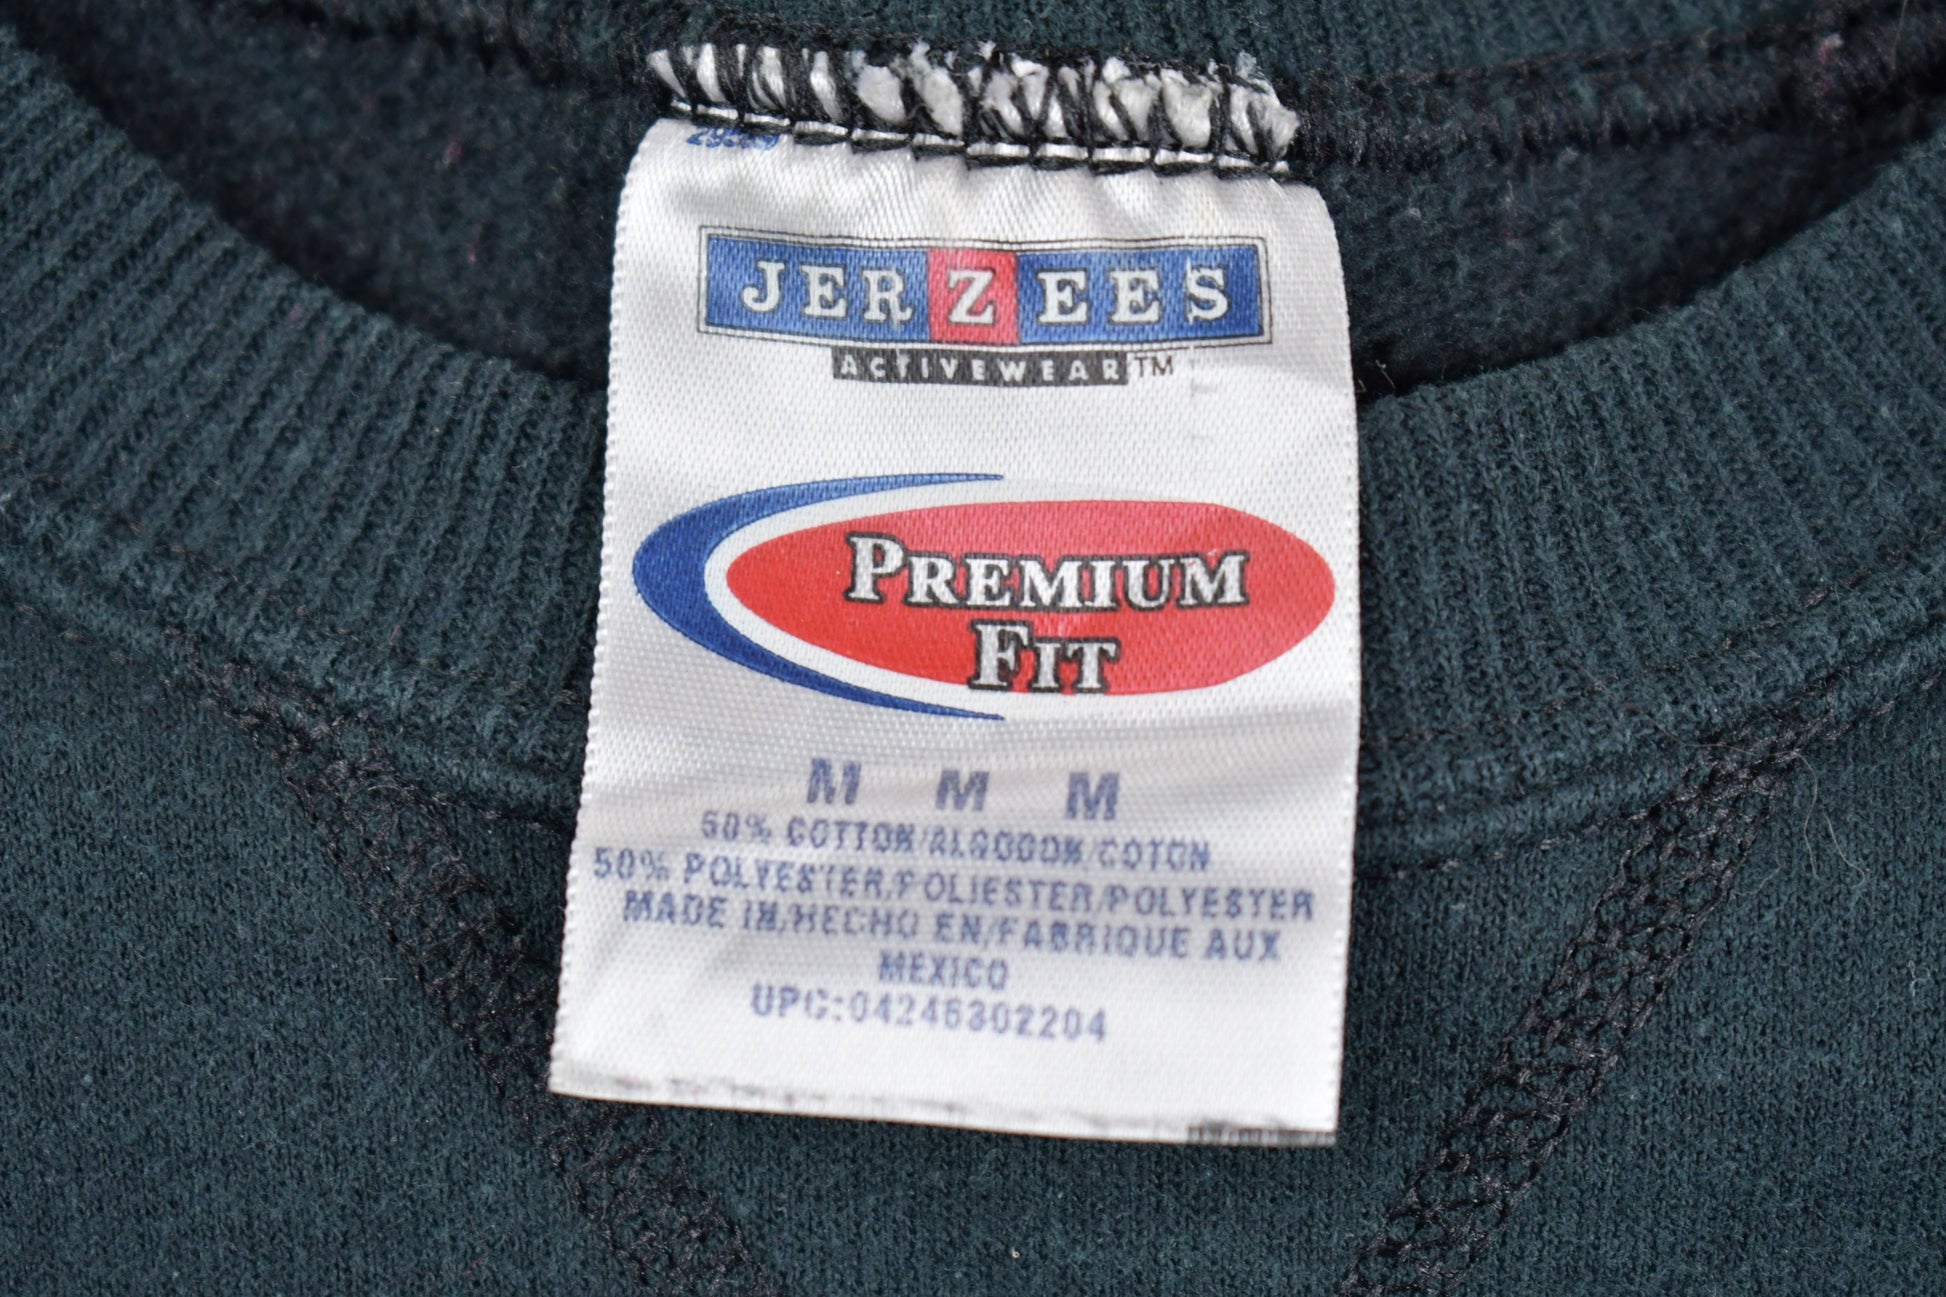 JERZEES
ACTIVEWEAR™
PREMIUM
FIT
M M M
50% COTTON/ALGODON/COTON
50% POLYESTER/POLIESTER/POLYESTER
MADE IN/HECHO EN/FABRIQUE AUX
MEXICO
UPC:04246302204